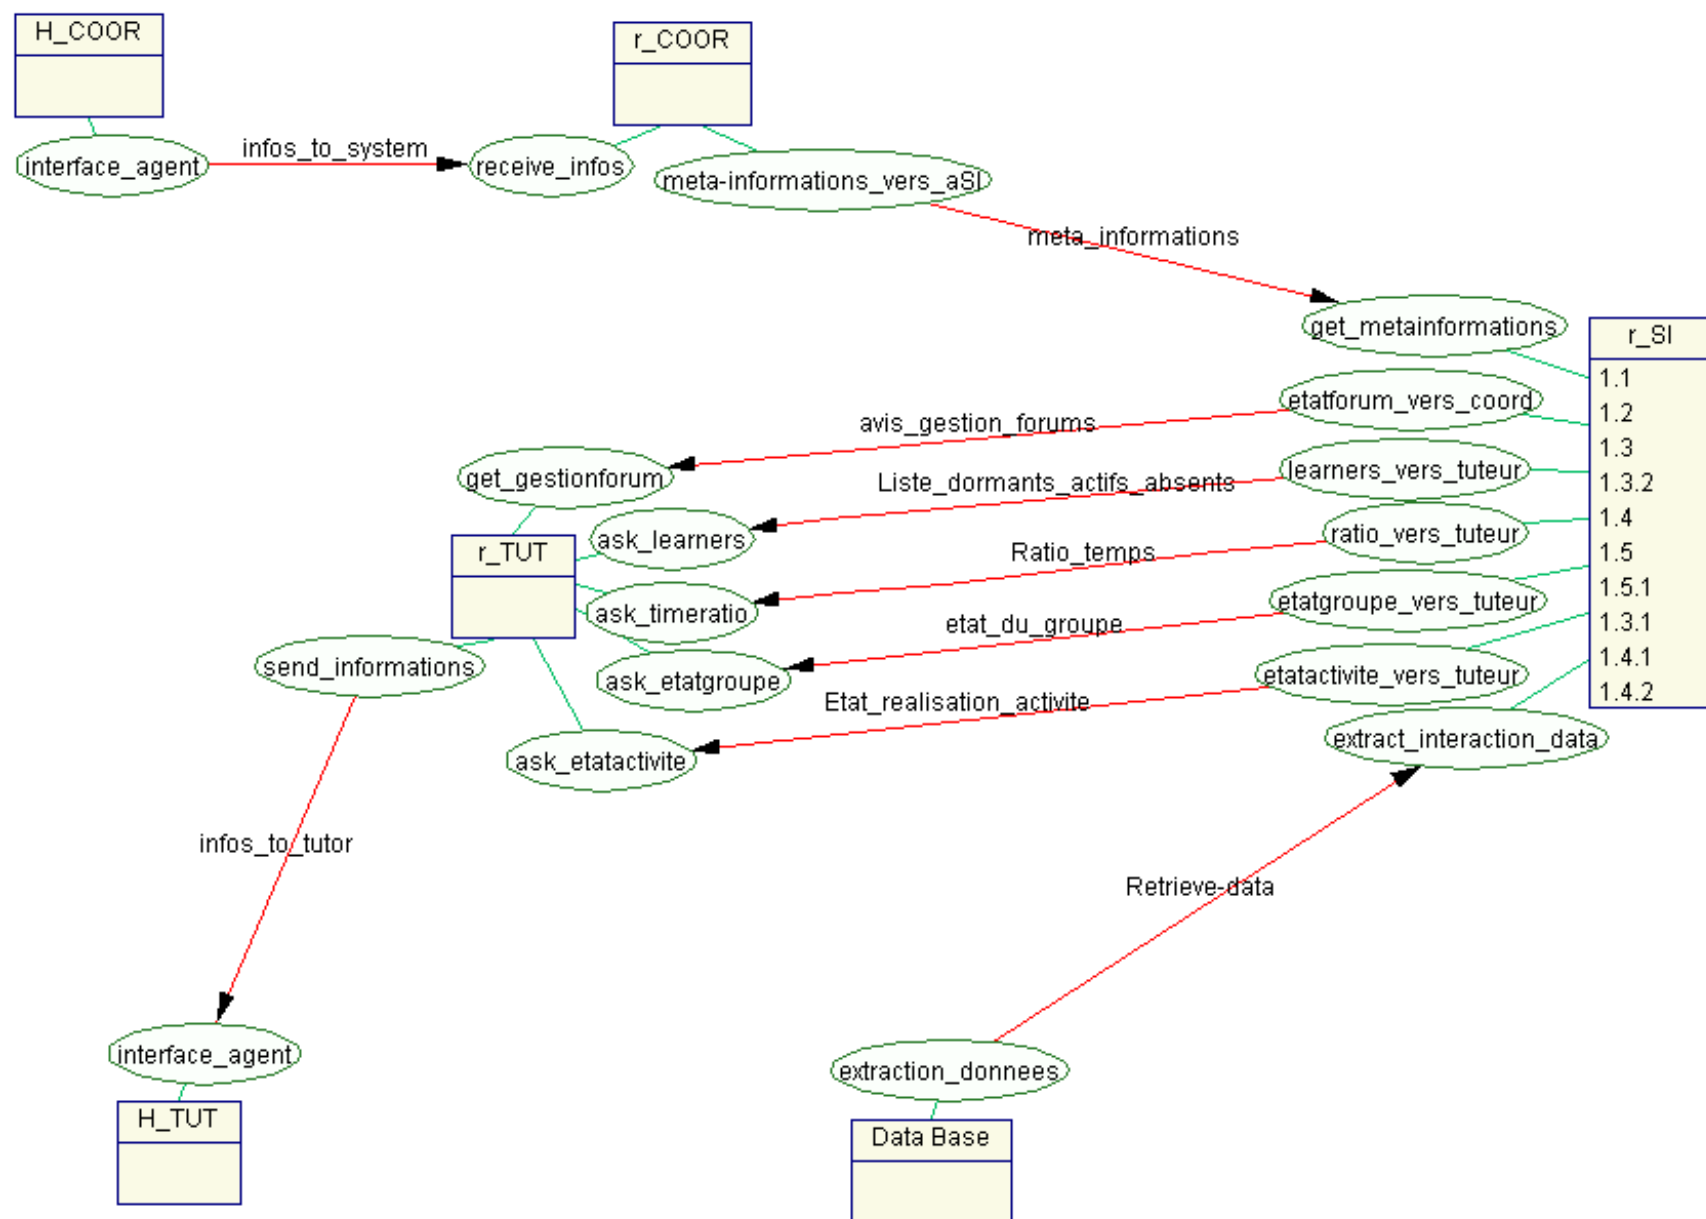 H_COOR
r_COOR
infos_to_system
interface_agent
receive_infos
meta-informations_vers_aSI
meta_informations
get_metainformations
r_SI
1.1
1.2
1.3
1.3.2
1.4
1.5
1.5.1
1.3.1
1.4.1
1.4.2
etatforum_vers_coord
avis_gestion_forums
get_gestionforum
learners_vers_tuteur
Liste_dormants_actifs_absents
ask_learners
ratio_vers_tuteur
Ratio_temps
r_TUT
ask_timeratio
etatgroupe_vers_tuteur
etat_du_groupe
send_informations
ask_etatgroupe
etatactivite_vers_tuteur
Etat_realisation_activite
ask_etatactivite
extract_interaction_data
infos_to_tutor
Retrieve-data
interface_agent
extraction_donnees
H_TUT
Data Base